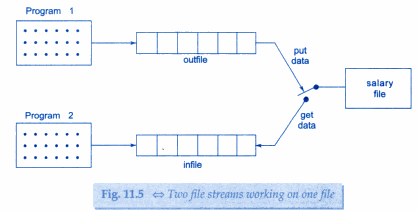 Program 1
outfile
put
data
salary
file
Program 2
get
data
infile
Fig. 11.5 ⇔ Two file streams working on one file